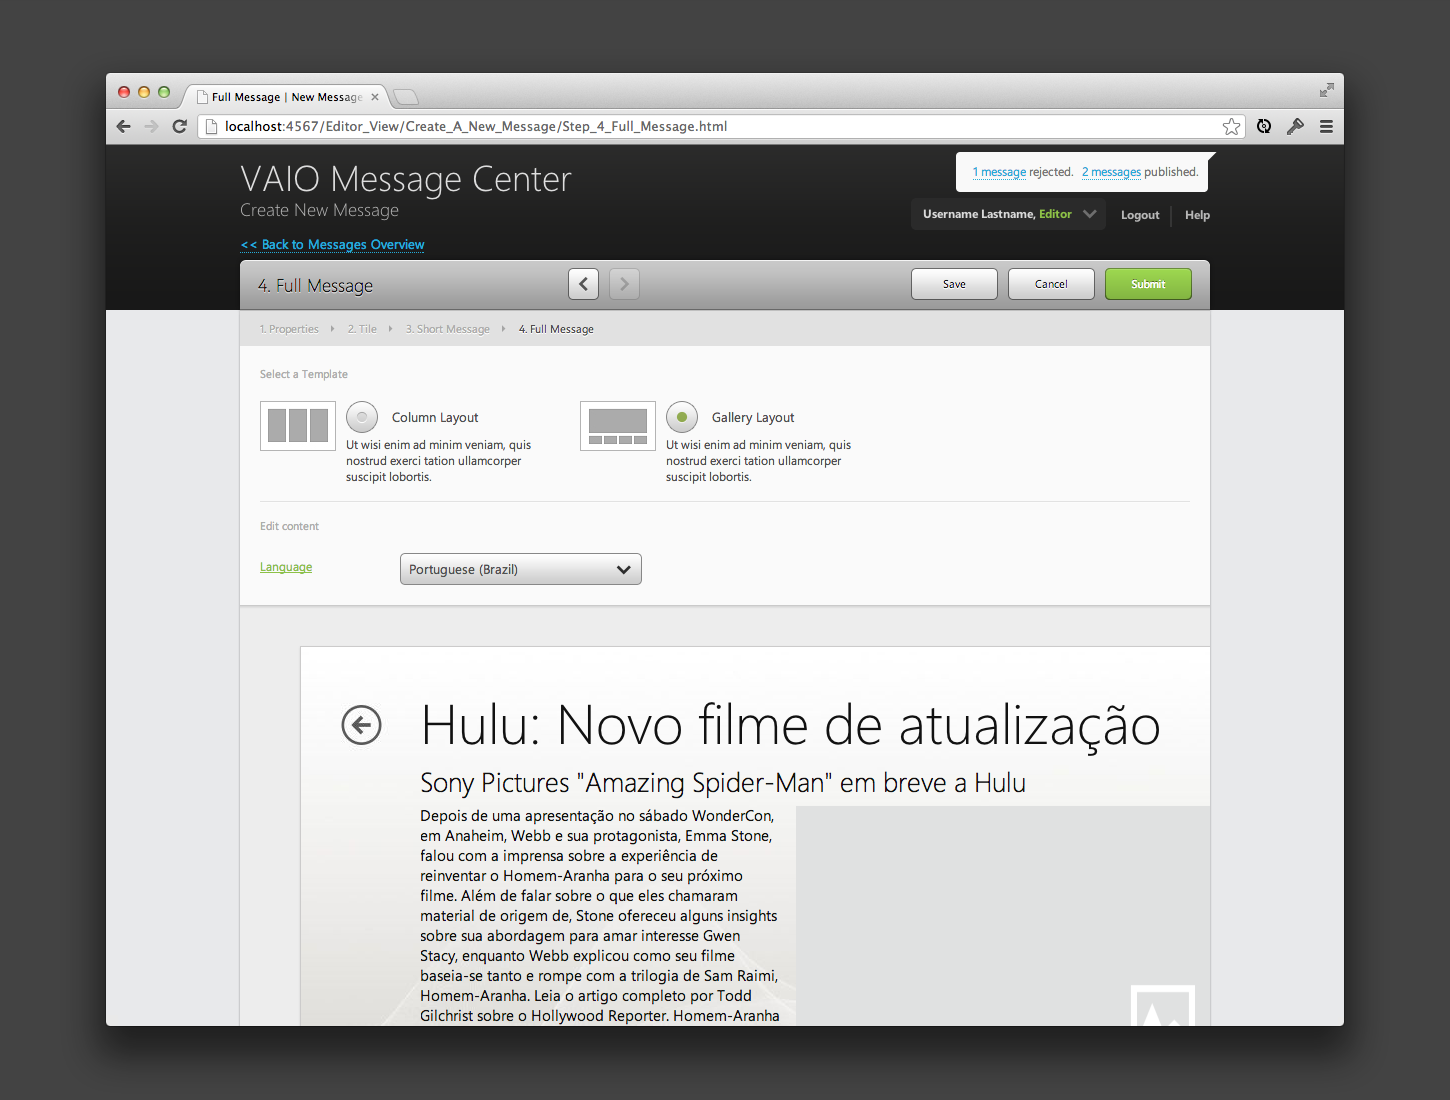 Full Message | New Message
localhost:4567/Editor_View/Create_A_New_Message/Step_4_Full_Message.html
VAIO Message Center
Create New Message
<< Back to Messages Overview
1 message rejected. 2 messages published.
Username Lastname, Editor
Logout
Help
4. Full Message
Save
Cancel
Submit
1. Properties
2. Tile
3. Short Message
4. Full Message
Select a Template
Column Layout
Ut wisi enim ad minim veniam, quis
nostrud exerci tation ullamcorper
suscipit lobortis.
Gallery Layout
Ut wisi enim ad minim veniam, quis
nostrud exerci tation ullamcorper
suscipit lobortis.
Edit content
Language
Portuguese (Brazil)
Hulu: Novo filme de atualização
Sony Pictures "Amazing Spider-Man" em breve a Hulu
Depois de uma apresentação no sábado WonderCon,
em Anaheim, Webb e sua protagonista, Emma Stone,
falou com a imprensa sobre a experiência de
reinventar o Homem-Aranha para o seu próximo
filme. Além de falar sobre o que eles chamaram
material de origem de, Stone ofereceu alguns insights
sobre sua abordagem para amar interesse Gwen
Stacy, enquanto Webb explicou como seu filme
baseia-se tanto e rompe com a trilogia de Sam Raimi,
Homem-Aranha. Leia o artigo completo por Todd
Gilchrist sobre o Hollywood Reporter. Homem-Aranha